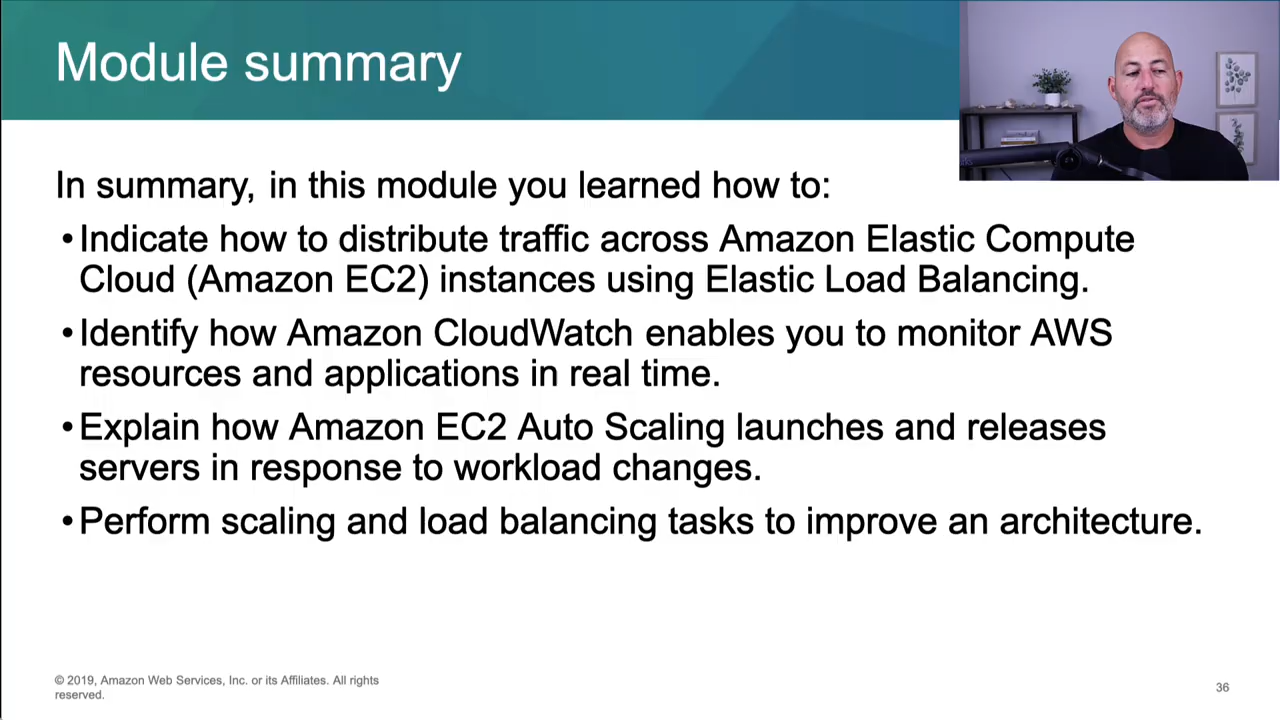 Module summary
In summary, in this module you learned how to:
•Indicate how to distribute traffic across Amazon Elastic Compute
Cloud (Amazon EC2) instances using Elastic Load Balancing.
•Identify how Amazon CloudWatch enables you to monitor AWS
resources and applications in real time.
•Explain how Amazon EC2 Auto Scaling launches and releases
servers in response to workload changes.
•Perform scaling and load balancing tasks to improve an architecture.
© 2019, Amazon Web Services, Inc. or its Affiliates. All rights
reserved.
36